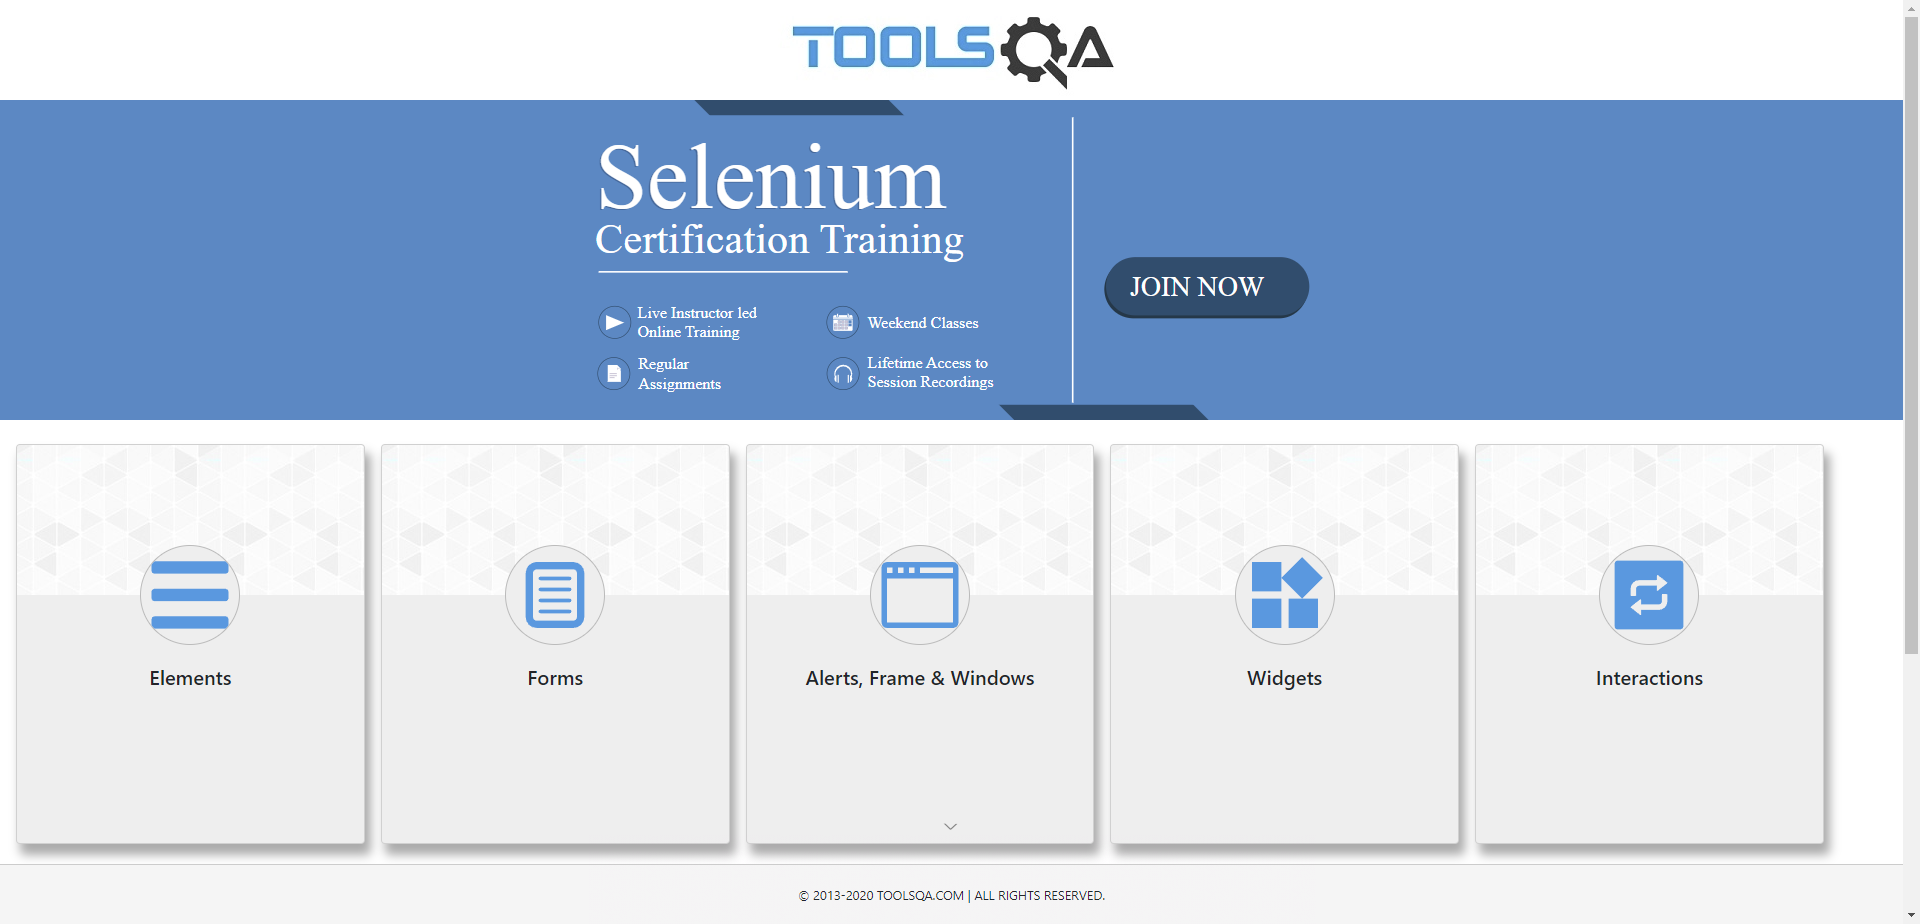 TOOLSQA
Selenium
Certification Training
JOIN NOW
Live Instructor led
Online Training
Weekend Classes
Regular
Assignments
Lifetime Access to
Session Recordings
Elements
Forms
Alerts, Frame & Windows
Widgets
Interactions
© 2013-2020 TOOLSQA.COM | ALL RIGHTS RESERVED.